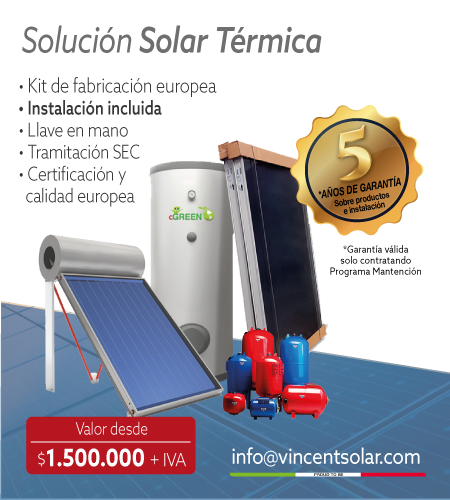 Solución Solar Térmica
• Kit de fabricación europea
• Instalación incluida
• Llave en mano
• Tramitación SEC
• Certificación y
calidad europea
cGREEN
5
*AÑOS DE GARANTÍA
Sobre productos
e instalación
*Garantía válida
solo contratando
Programa Mantención
Valor desde
$1.500.000 + IVA
info@vincentsolar.com